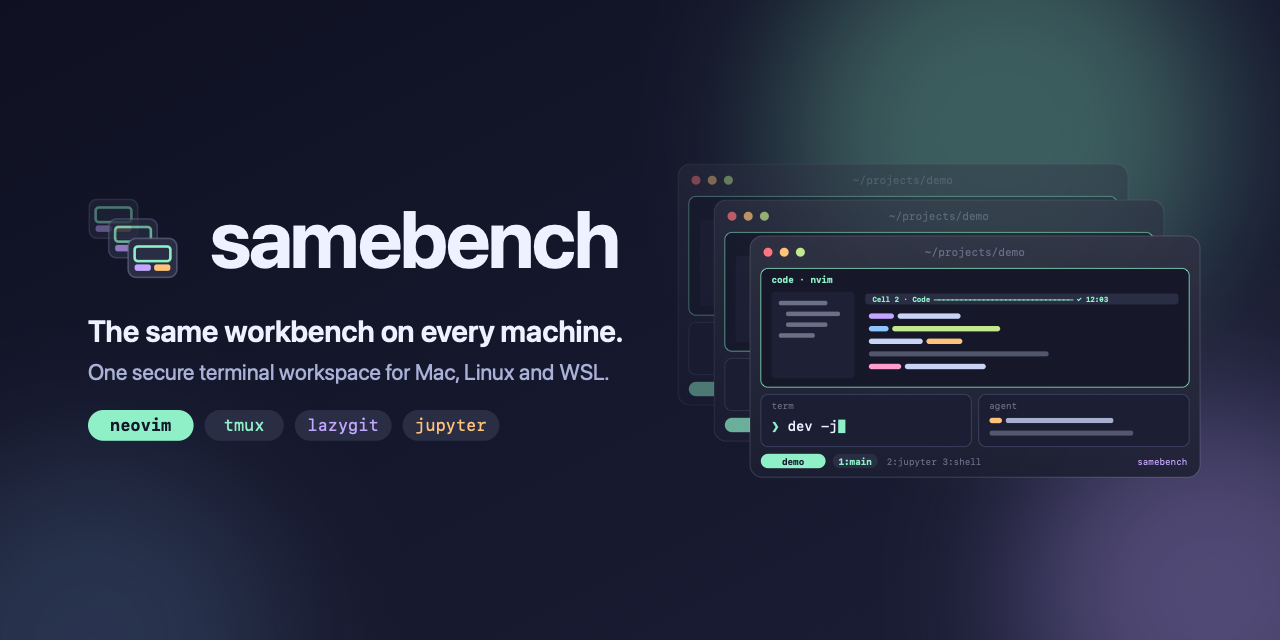 samebench
The same workbench on every machine.
One secure terminal workspace for Mac, Linux and WSL.
neovim tmux lazygit jupyter
~/projects/demo
~/projects/demo
~/projects/demo
code · nvim
Cell 2 · Code ✓ 12:03
term
❯ dev -j
agent
demo 1:main 2:jupyter 3:shell samebench